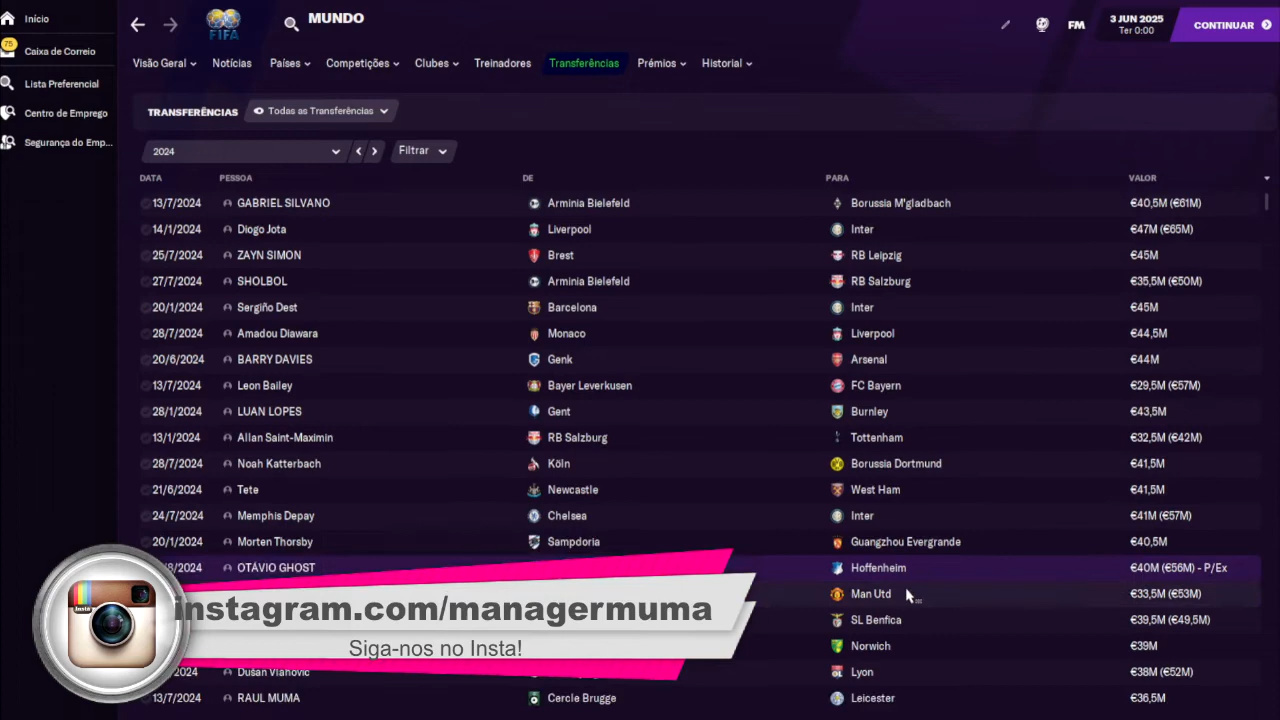 Início
75
Caixa de Correio
Lista Preferencial
Centro de Emprego
Segurança do Emp...
FIFA
MUNDO
FM
3 JUN 2025
Ter 0:00
CONTINUAR
Visão Geral
Notícias
Países
Competições
Clubes
Treinadores
Transferências
Prémios
Historial
TRANSFERÊNCIAS
Todas as Transferências
2024
Filtrar
DATA PESSOA DE PARA VALOR
13/7/2024 GABRIEL SILVANO Arminia Bielefeld Borussia M'gladbach €40,5M (€61M)
14/1/2024 Diogo Jota Liverpool Inter €47M (€65M)
25/7/2024 ZAYN SIMON Brest RB Leipzig €45M
27/7/2024 SHOLBOL Arminia Bielefeld RB Salzburg €35,5M (€50M)
20/1/2024 Sergiño Dest Barcelona Inter €45M
28/7/2024 Amadou Diawara Monaco Liverpool €44,5M
20/6/2024 BARRY DAVIES Genk Arsenal €44M
13/7/2024 Leon Bailey Bayer Leverkusen FC Bayern €29,5M (€57M)
28/1/2024 LUAN LOPES Gent Burnley €43,5M
13/1/2024 Allan Saint-Maximin RB Salzburg Tottenham €32,5M (€42M)
28/7/2024 Noah Katterbach Köln Borussia Dortmund €41,5M
21/6/2024 Tete Newcastle West Ham €41,5M
24/7/2024 Memphis Depay Chelsea Inter €41M (€57M)
20/1/2024 Morten Thorsby Sampdoria Guangzhou Evergrande €40,5M
/8/2024 OTÁVIO GHOST Hoffenheim €40M (€56M) - P/Ex
Man Utd €33,5M (€53M)
SL Benfica €39,5M (€49,5M)
Norwich €39M
/2024 Dušan Vlahovic Lyon €38M (€52M)
13/7/2024 RAUL MUMA Cercle Brugge Leicester €36,5M
Insta
instagram.com/managermuma
Siga-nos no Insta!